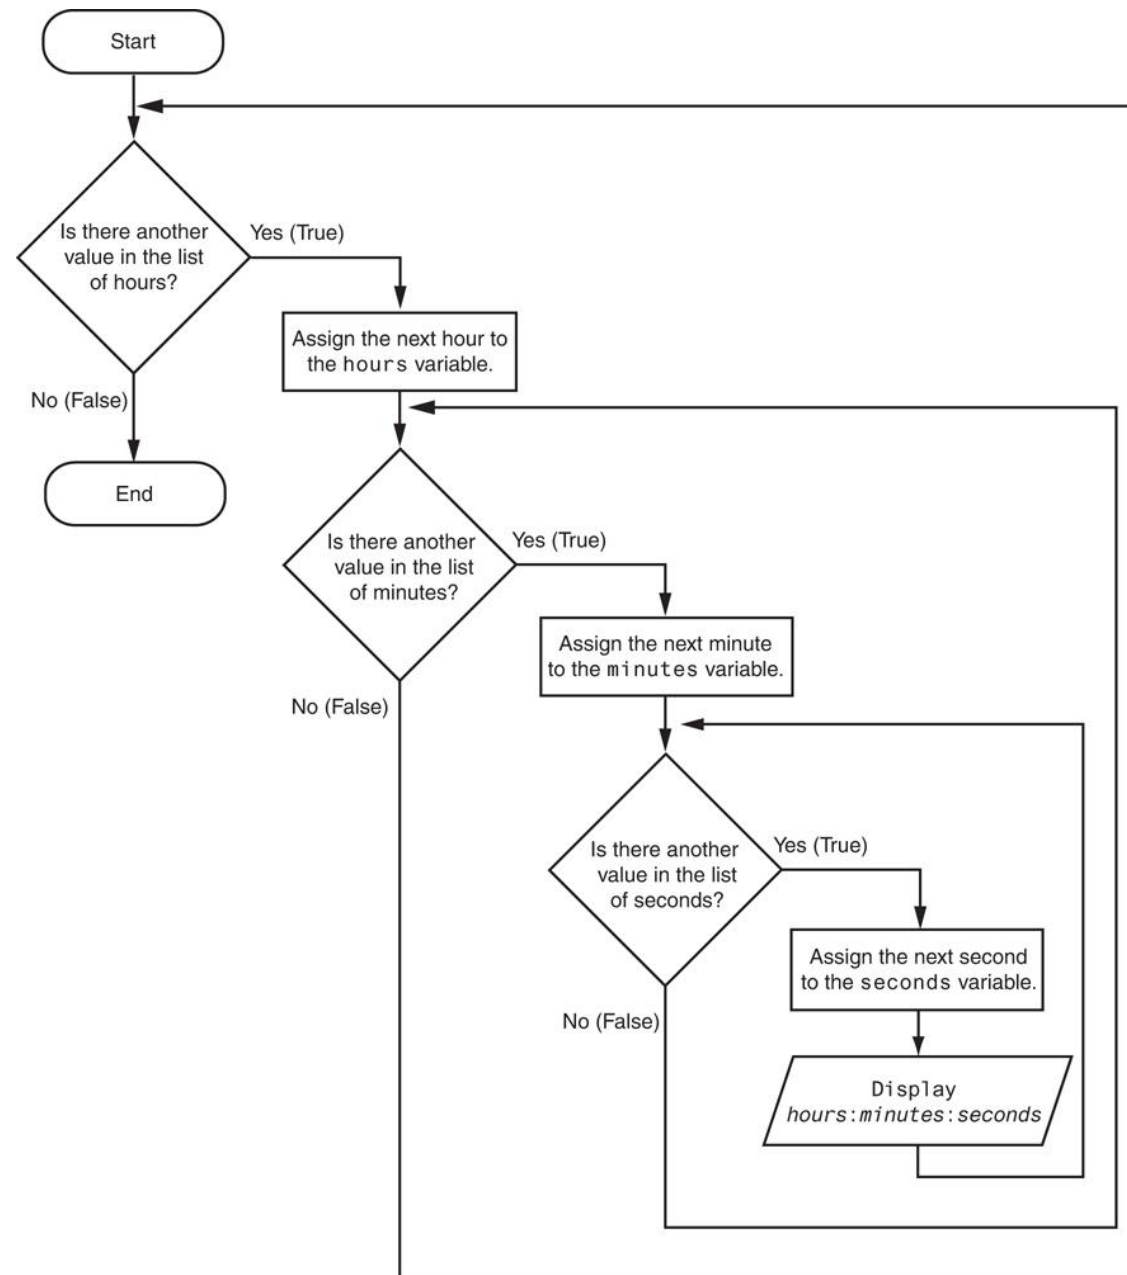 Start
Is there another
value in the list
of hours?
Yes (True)
Assign the next hour to
the hours variable.
No (False)
End
Is there another
value in the list
of minutes?
Yes (True)
Assign the next minute
to the minutes variable.
No (False)
Is there another
value in the list
of seconds?
Yes (True)
Assign the next second
to the seconds variable.
No (False)
Display
hours:minutes:seconds